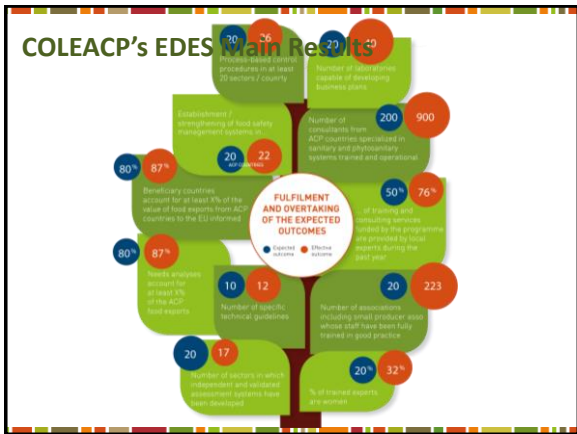 COLEACP's EDES Main Results
20 26
Process-based control
procedures in at least
20 sectors / country
20 40
Number of laboratories
capable of developing
business plans
Establishment /
strengthening of food safety
management systems in...
20 22
ACP COUNTRIES
200 900
Number of
consultants from
ACP countries specialized in
sanitary and phytosanitary
systems trained and operational
80% 87%
Beneficiary countries
account for at least X% of the
value of food exports from ACP
countries to the EU informed
FULFILMENT
AND OVERTAKING
OF THE EXPECTED
OUTCOMES
Expected
outcome
Effective
outcome
50% 76%
... of training and
consulting services
funded by the programme
are provided by local
experts during the
past year
80% 87%
Needs analyses
account for
at least X%
of the ACP
food exports
10 12
Number of specific
technical guidelines
20 223
Number of associations
including small producer asso.
whose staff have been fully
trained in good practice
20 17
Number of sectors in which
independent and validated
assessment systems have
been developed
20% 32%
% of trained experts
are women